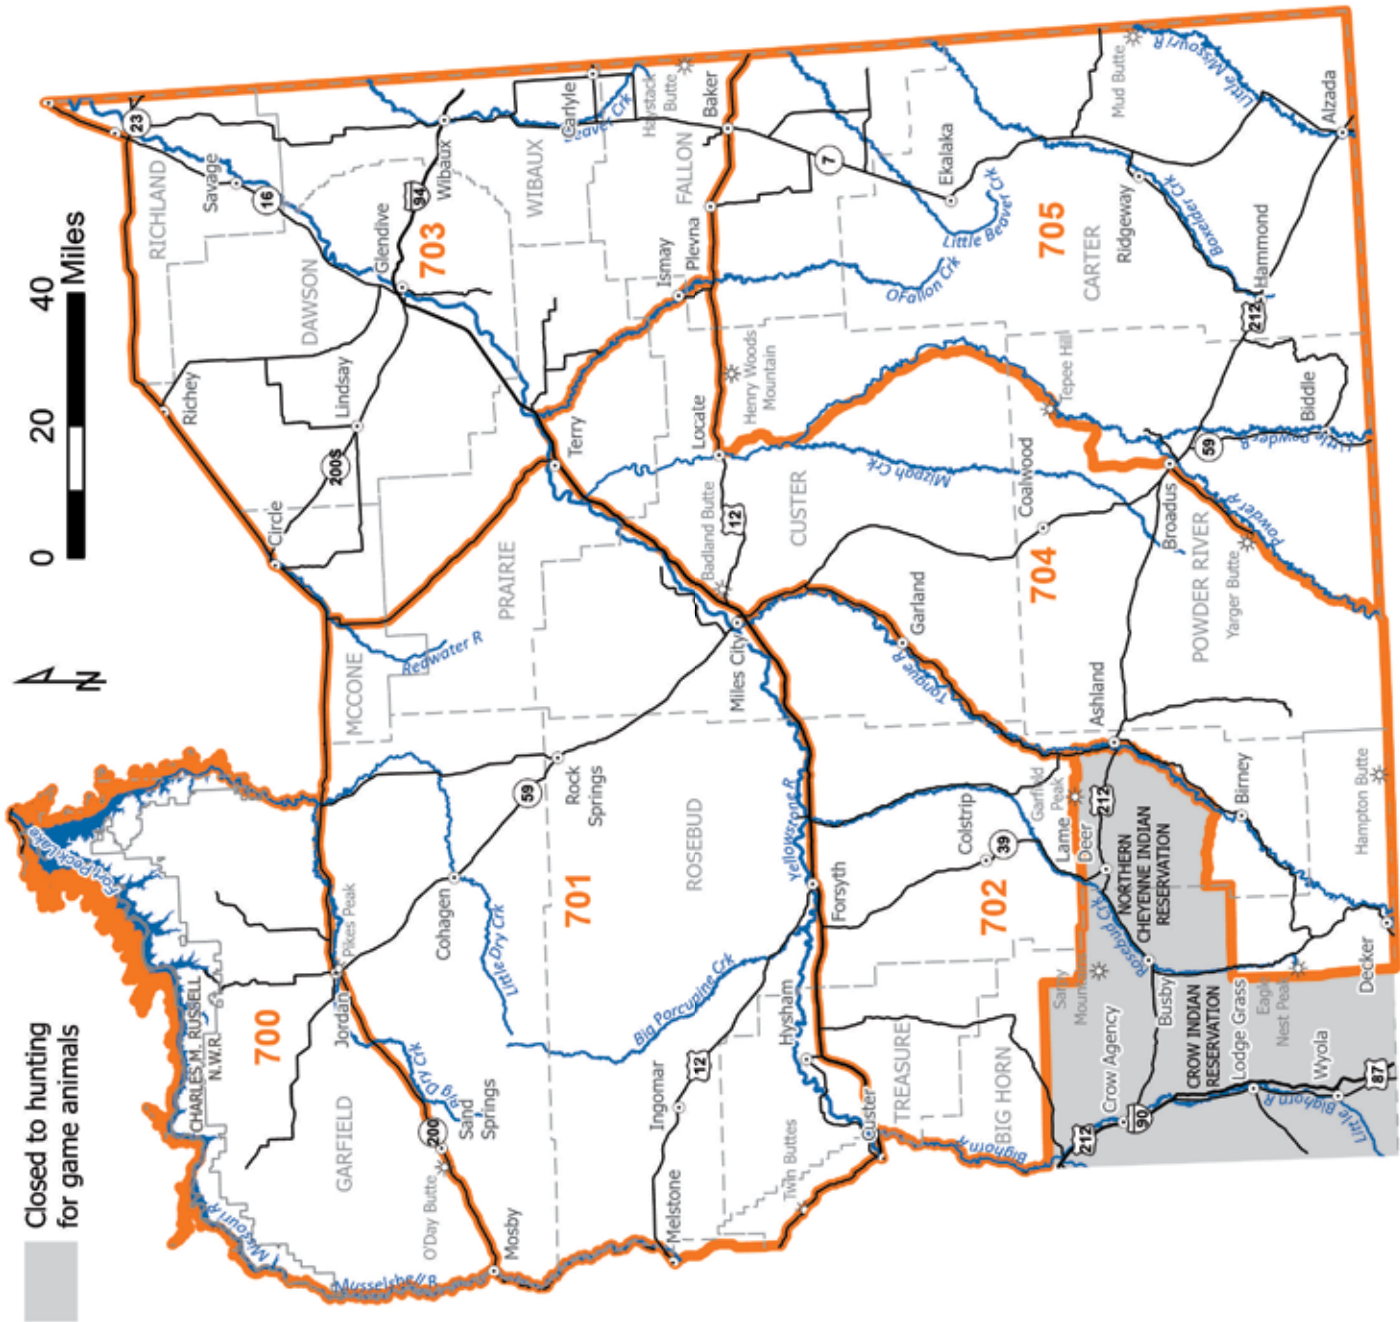 Closed to hunting
for game animals
N
0 20 40
Miles
Fort Peck Lake
CHARLES M. RUSSELL
N.W.R.
Missouri R
Musselshell R
700
GARFIELD
Jordan
Pikes Peak
Big Dry Crk
200
Sand
Springs
O'Day Butte
Mosby
MCCONE
Redwater R
Circle
Richey
RICHLAND
23
Savage
16
DAWSON
Lindsay
200S
Glendive
94
Wibaux
703
WIBAUX
Carlyle
Beaver Crk
Haystack
Butte
Baker
FALLON
Plevna
Ismay
Terry
PRAIRIE
59
Rock
Springs
Cohagen
Little Dry Crk
701
ROSEBUD
Big Porcupine Crk
Ingomar
12
Melstone
Twin Buttes
Hysham
Custer
Forsyth
Yellowstone R
Miles City
Badland Butte
12
Locate
Henry Woods
Mountain
CUSTER
Mizpah Crk
OFallon Crk
Little Beaver Crk
7
Ekalaka
705
CARTER
Ridgeway
Boxelder Crk
Mud Butte
Little Missouri R
Alzada
Hammond
212
Tepee Hill
Coalwood
704
Garland
Tongue R
TREASURE
BIG HORN
Bighorn R
702
Colstrip
39
Garfield
Peak
Lame
Deer
212
Ashland
Broadus
POWDER RIVER
59
Yarger Butte
Powder R
Little Powder R
Biddle
NORTHERN
CHEYENNE INDIAN
RESERVATION
Rosebud Crk
Busby
Crow Agency
212
90
CROW INDIAN
RESERVATION
Lodge Grass
Eagle
Nest Peak
Little Bighorn R
Wyola
Little
87
Birney
Hampton Butte
Decker